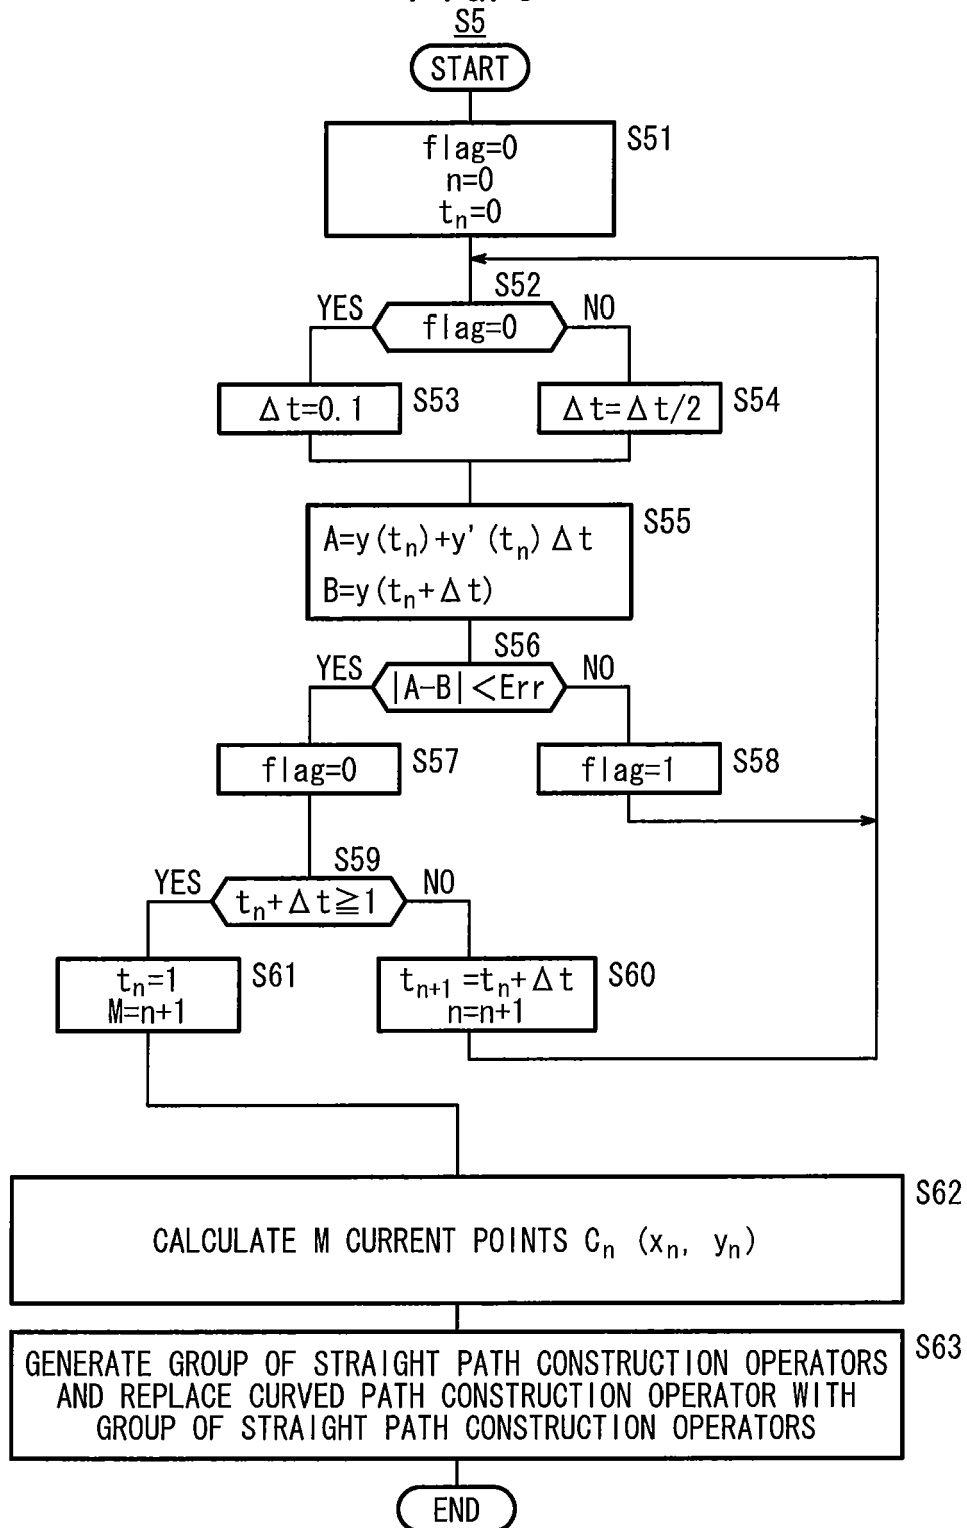 S5
START
flag=0
n=0
tn=0
S51
S52
YES
NO
flag=0
Δt=0.1
S53
Δt=Δt/2
S54
A=y(tn)+y'(tn)Δt
B=y(tn+Δt)
S55
S56
YES
NO
|A-B|<Err
flag=0
S57
flag=1
S58
S59
YES
NO
tn+Δt≧1
tn=1
M=n+1
S61
tn+1=tn+Δt
n=n+1
S60
S62
CALCULATE M CURRENT POINTS Cn (xn, yn)
S63
GENERATE GROUP OF STRAIGHT PATH CONSTRUCTION OPERATORS
AND REPLACE CURVED PATH CONSTRUCTION OPERATOR WITH
GROUP OF STRAIGHT PATH CONSTRUCTION OPERATORS
END